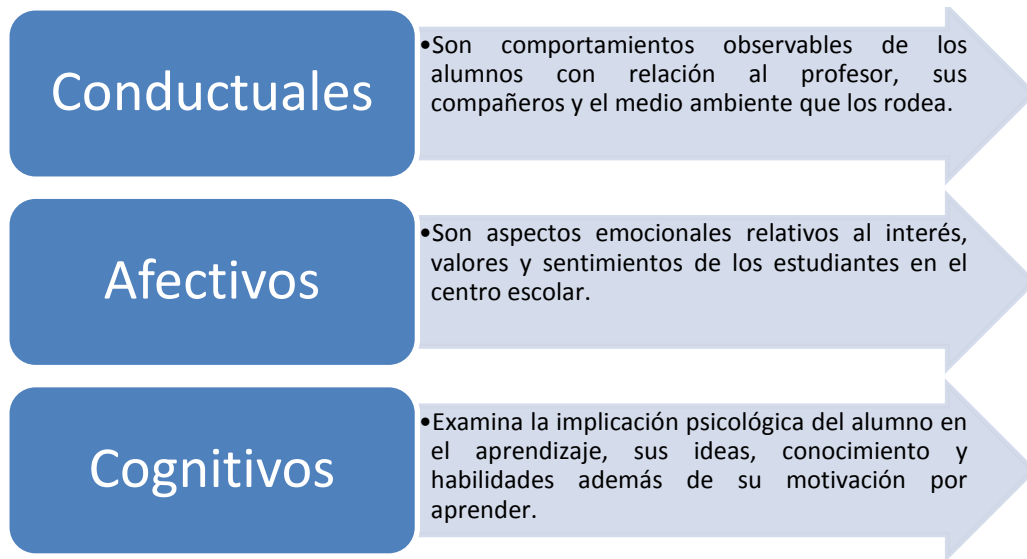 Conductuales
•Son comportamientos observables de los
alumnos con relación al profesor, sus
compañeros y el medio ambiente que los rodea.
Afectivos
•Son aspectos emocionales relativos al interés,
valores y sentimientos de los estudiantes en el
centro escolar.
Cognitivos
•Examina la implicación psicológica del alumno en
el aprendizaje, sus ideas, conocimiento y
habilidades además de su motivación por
aprender.